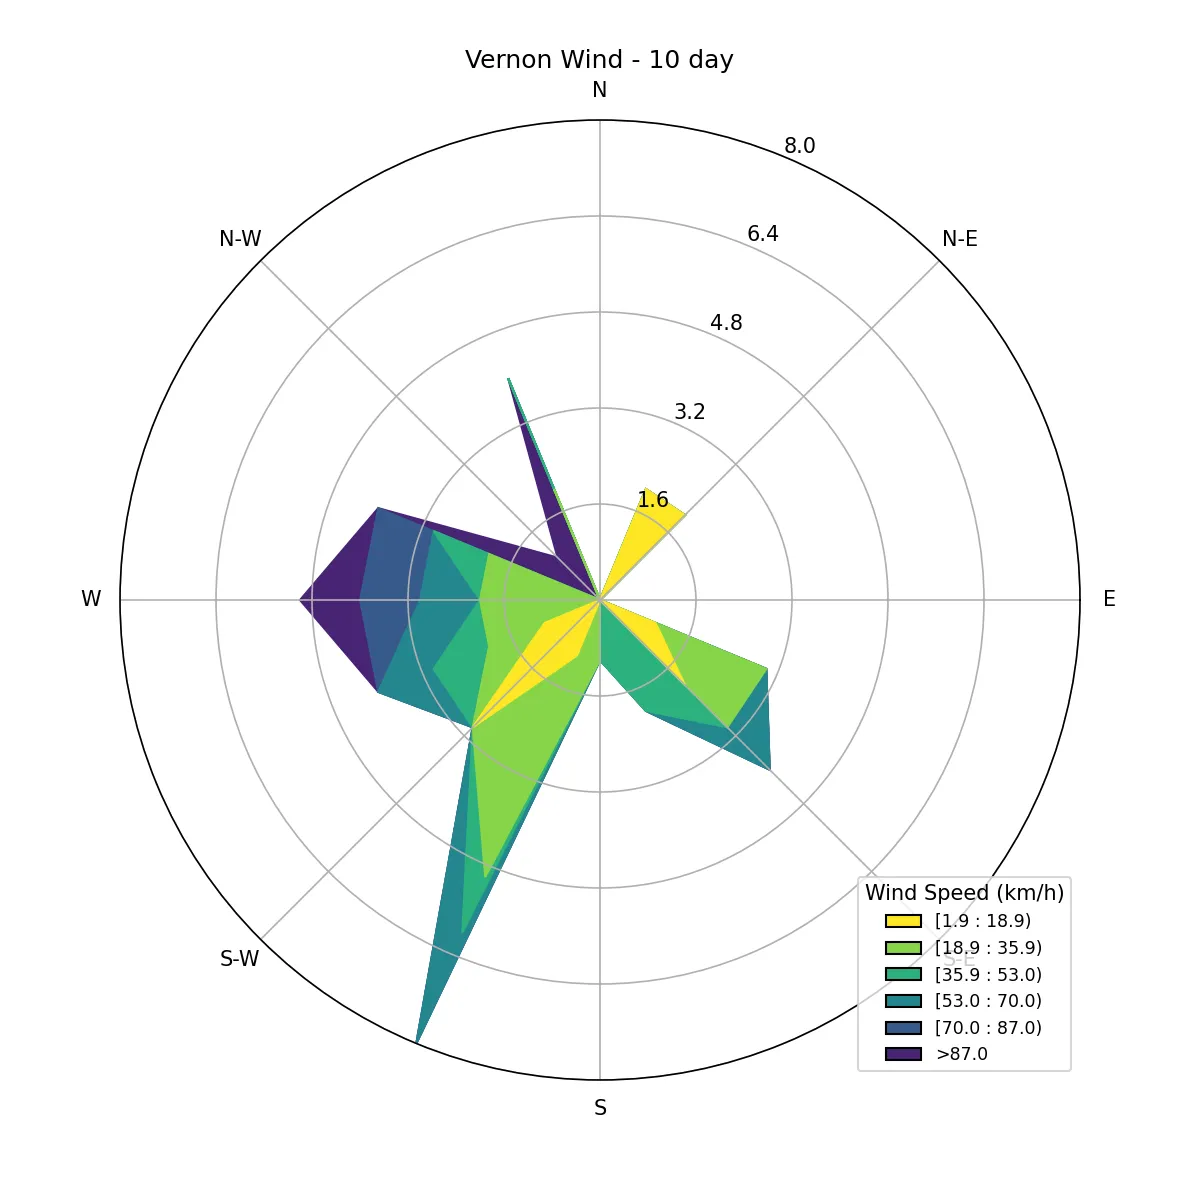 Vernon Wind - 10 day
N
8.0
N-W
6.4
N-E
4.8
3.2
1.6
W
E
S-W
S-E
S
Wind Speed (km/h)
[1.9 : 18.9)
[18.9 : 35.9)
[35.9 : 53.0)
[53.0 : 70.0)
[70.0 : 87.0)
>87.0